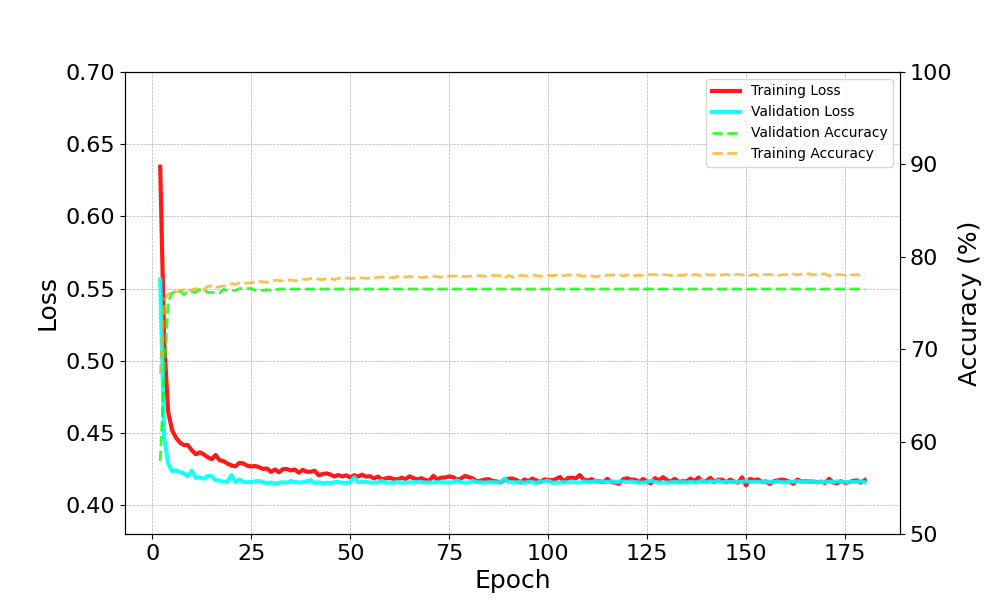 Training Loss
Validation Loss
Validation Accuracy
Training Accuracy
0.70
0.65
0.60
0.55
0.50
0.45
0.40
Loss
100
90
80
70
60
50
Accuracy (%)
0 25 50 75 100 125 150 175
Epoch